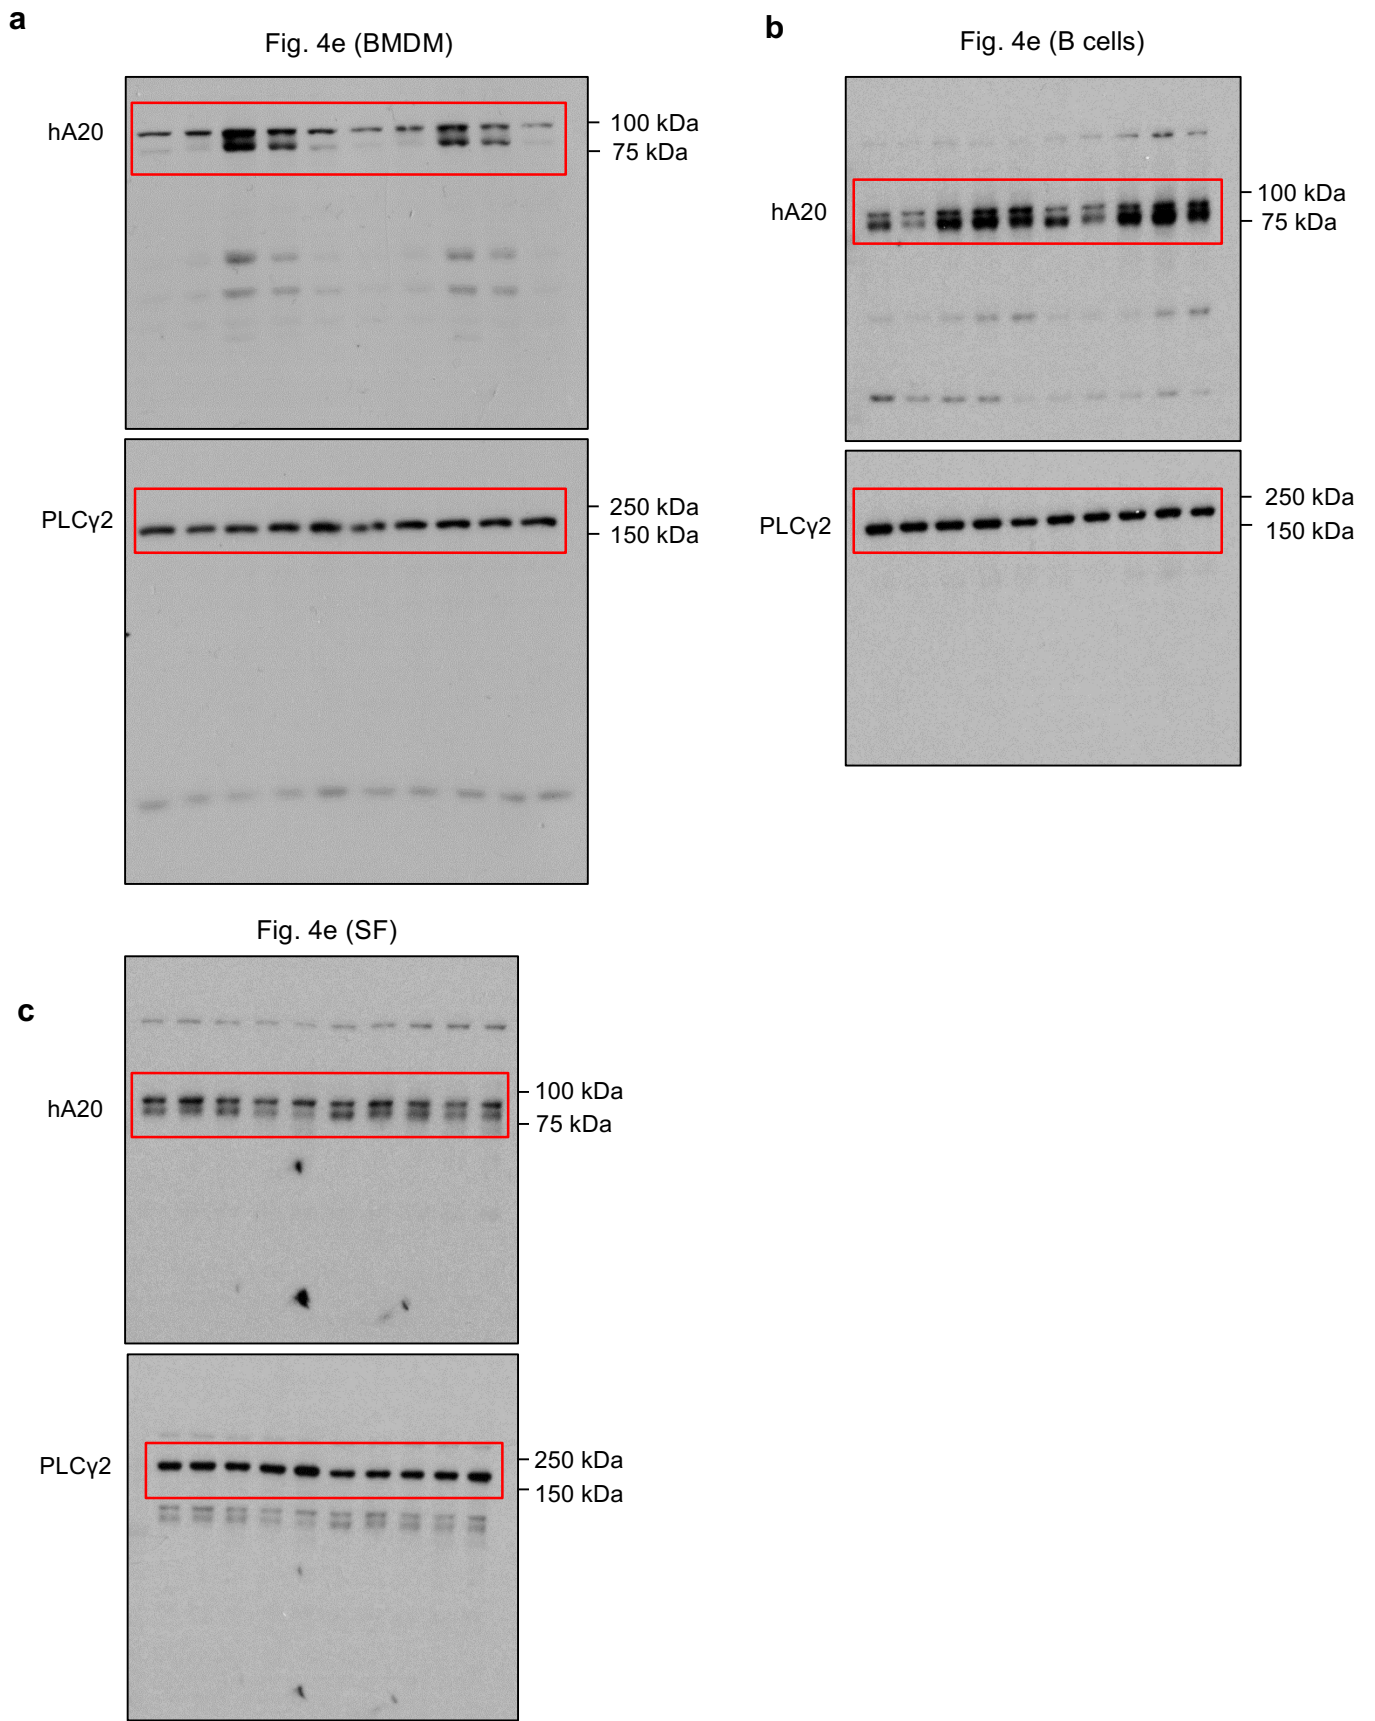 a
Fig. 4e (BMDM)
hA20
100 kDa
75 kDa
PLCγ2
250 kDa
150 kDa
b
Fig. 4e (B cells)
hA20
100 kDa
75 kDa
PLCγ2
250 kDa
150 kDa
Fig. 4e (SF)
c
hA20
100 kDa
75 kDa
PLCγ2
250 kDa
150 kDa